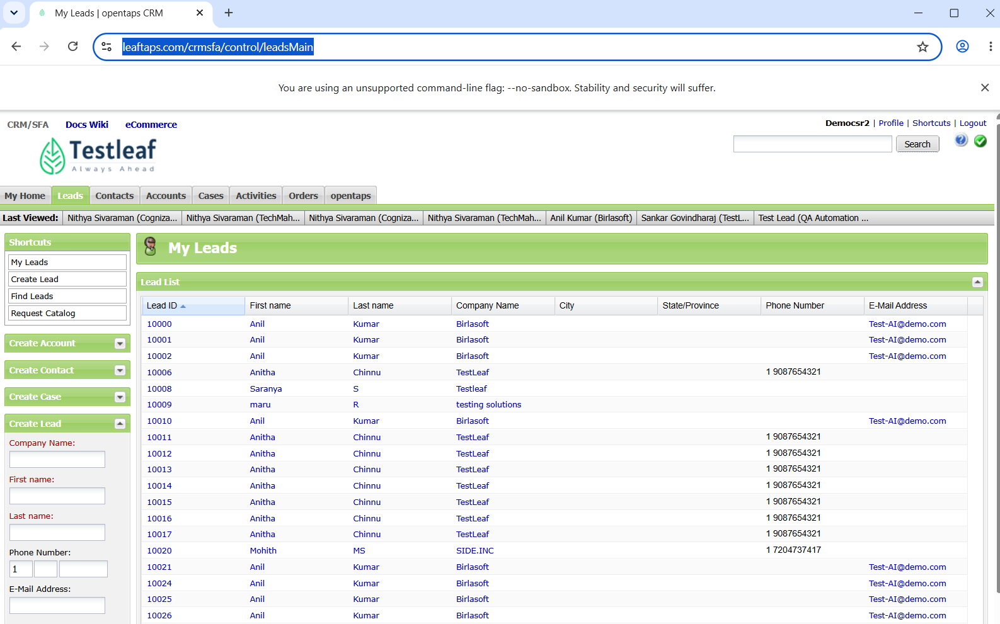 My Leads | opentaps CRM
leaftaps.com/crmsfa/control/leadsMain
You are using an unsupported command-line flag: --no-sandbox. Stability and security will suffer.
CRM/SFA Docs Wiki eCommerce
Democsr2 | Profile | Shortcuts | Logout
Testleaf
Always Ahead
Search
My Home Leads Contacts Accounts Cases Activities Orders opentaps
Last Viewed: Nithya Sivaraman (Cogniza... Nithya Sivaraman (TechMah... Nithya Sivaraman (Cogniza... Nithya Sivaraman (TechMah... Anil Kumar (Birlasoft) Sankar Govindharaj (TestL... Test Lead (QA Automation ...
Shortcuts
My Leads
Create Lead
Find Leads
Request Catalog
Create Account
Create Contact
Create Case
Create Lead
Company Name:
First name:
Last name:
Phone Number:
1
E-Mail Address:
My Leads
Lead List
Lead ID First name Last name Company Name City State/Province Phone Number E-Mail Address
10000 Anil Kumar Birlasoft Test-AI@demo.com
10001 Anil Kumar Birlasoft Test-AI@demo.com
10002 Anil Kumar Birlasoft Test-AI@demo.com
10006 Anitha Chinnu TestLeaf 1 9087654321
10008 Saranya S Testleaf
10009 maru R testing solutions
10010 Anil Kumar Birlasoft Test-AI@demo.com
10011 Anitha Chinnu TestLeaf 1 9087654321
10012 Anitha Chinnu TestLeaf 1 9087654321
10013 Anitha Chinnu TestLeaf 1 9087654321
10014 Anitha Chinnu TestLeaf 1 9087654321
10015 Anitha Chinnu TestLeaf 1 9087654321
10016 Anitha Chinnu TestLeaf 1 9087654321
10017 Anitha Chinnu TestLeaf 1 9087654321
10020 Mohith MS SIDE.INC 1 7204737417
10021 Anil Kumar Birlasoft Test-AI@demo.com
10024 Anil Kumar Birlasoft Test-AI@demo.com
10025 Anil Kumar Birlasoft Test-AI@demo.com
10026 Anil Kumar Birlasoft Test-AI@demo.com